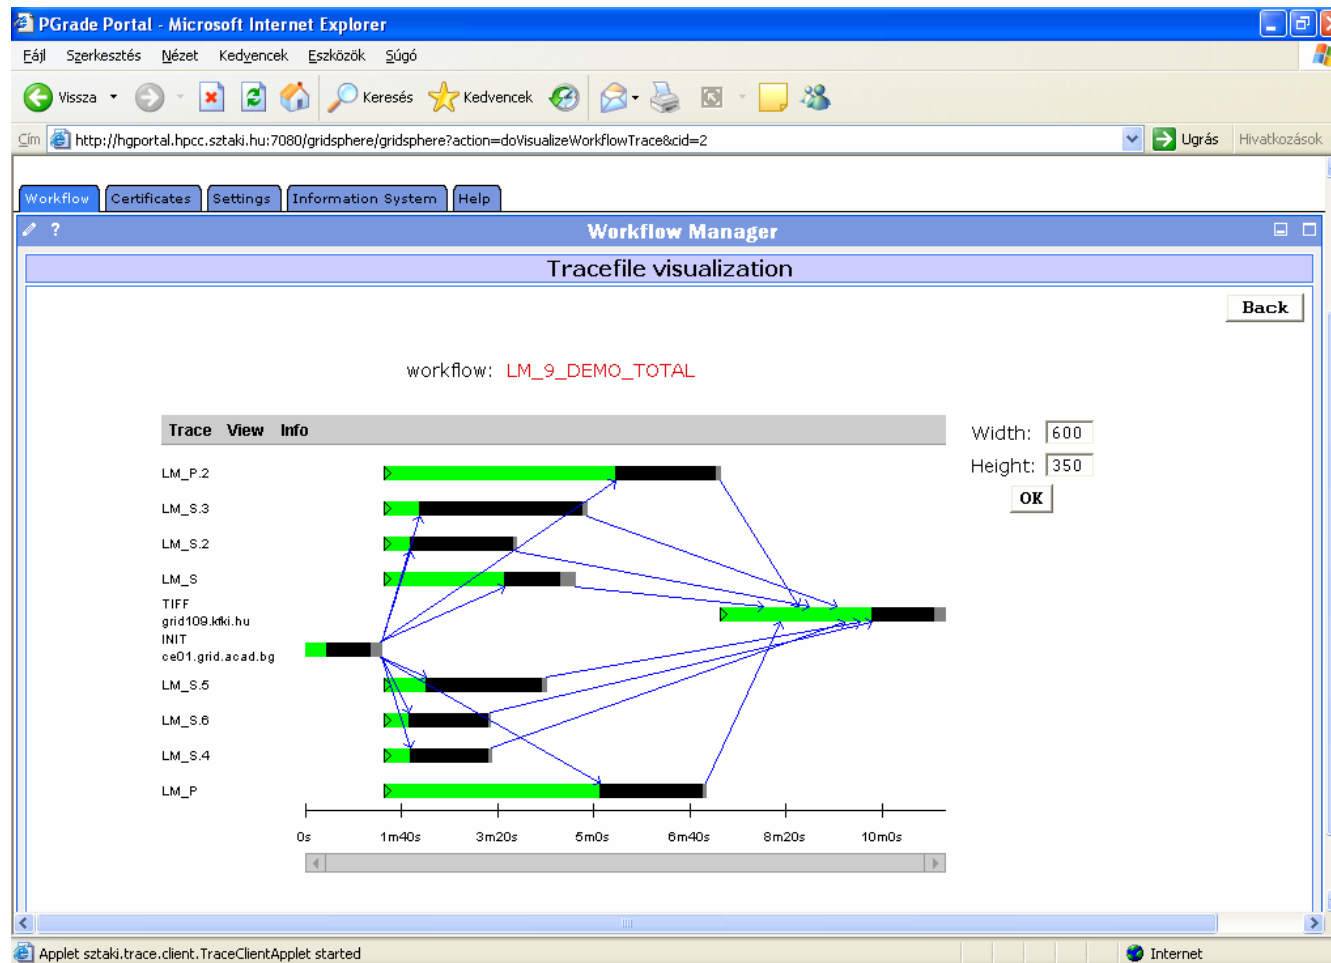 PGrade Portal - Microsoft Internet Explorer
Fájl Szerkesztés Nézet Kedvencek Eszközök Súgó
Vissza Keresés Kedvencek
Cím http://hgportal.hpcc.sztaki.hu:7080/gridsphere/gridsphere?action=doVisualizeWorkflowTrace&cid=2 Ugrás Hivatkozások
Workflow Certificates Settings Information System Help
? Workflow Manager
Tracefile visualization
Back
workflow: LM_9_DEMO_TOTAL
Trace View Info
Width: 600
Height: 350
OK
LM_P.2
LM_S.3
LM_S.2
LM_S
TIFF
grid109.kfki.hu
INIT
ce01.grid.acad.bg
LM_S.5
LM_S.6
LM_S.4
LM_P
0s 1m40s 3m20s 5m0s 6m40s 8m20s 10m0s
Applet sztaki.trace.client.TraceClientApplet started Internet